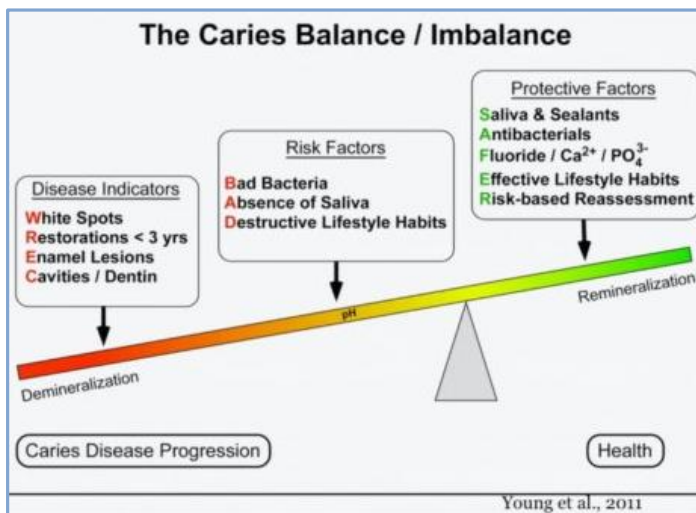 The Caries Balance / Imbalance
Protective Factors
Saliva & Sealants
Antibacterials
Fluoride / Ca²⁺ / PO₄³⁻
Effective Lifestyle Habits
Risk-based Reassessment
Risk Factors
Bad Bacteria
Absence of Saliva
Destructive Lifestyle Habits
Disease Indicators
White Spots
Restorations < 3 yrs
Enamel Lesions
Cavities / Dentin
pH
Remineralization
Demineralization
Caries Disease Progression
Health
Young et al., 2011